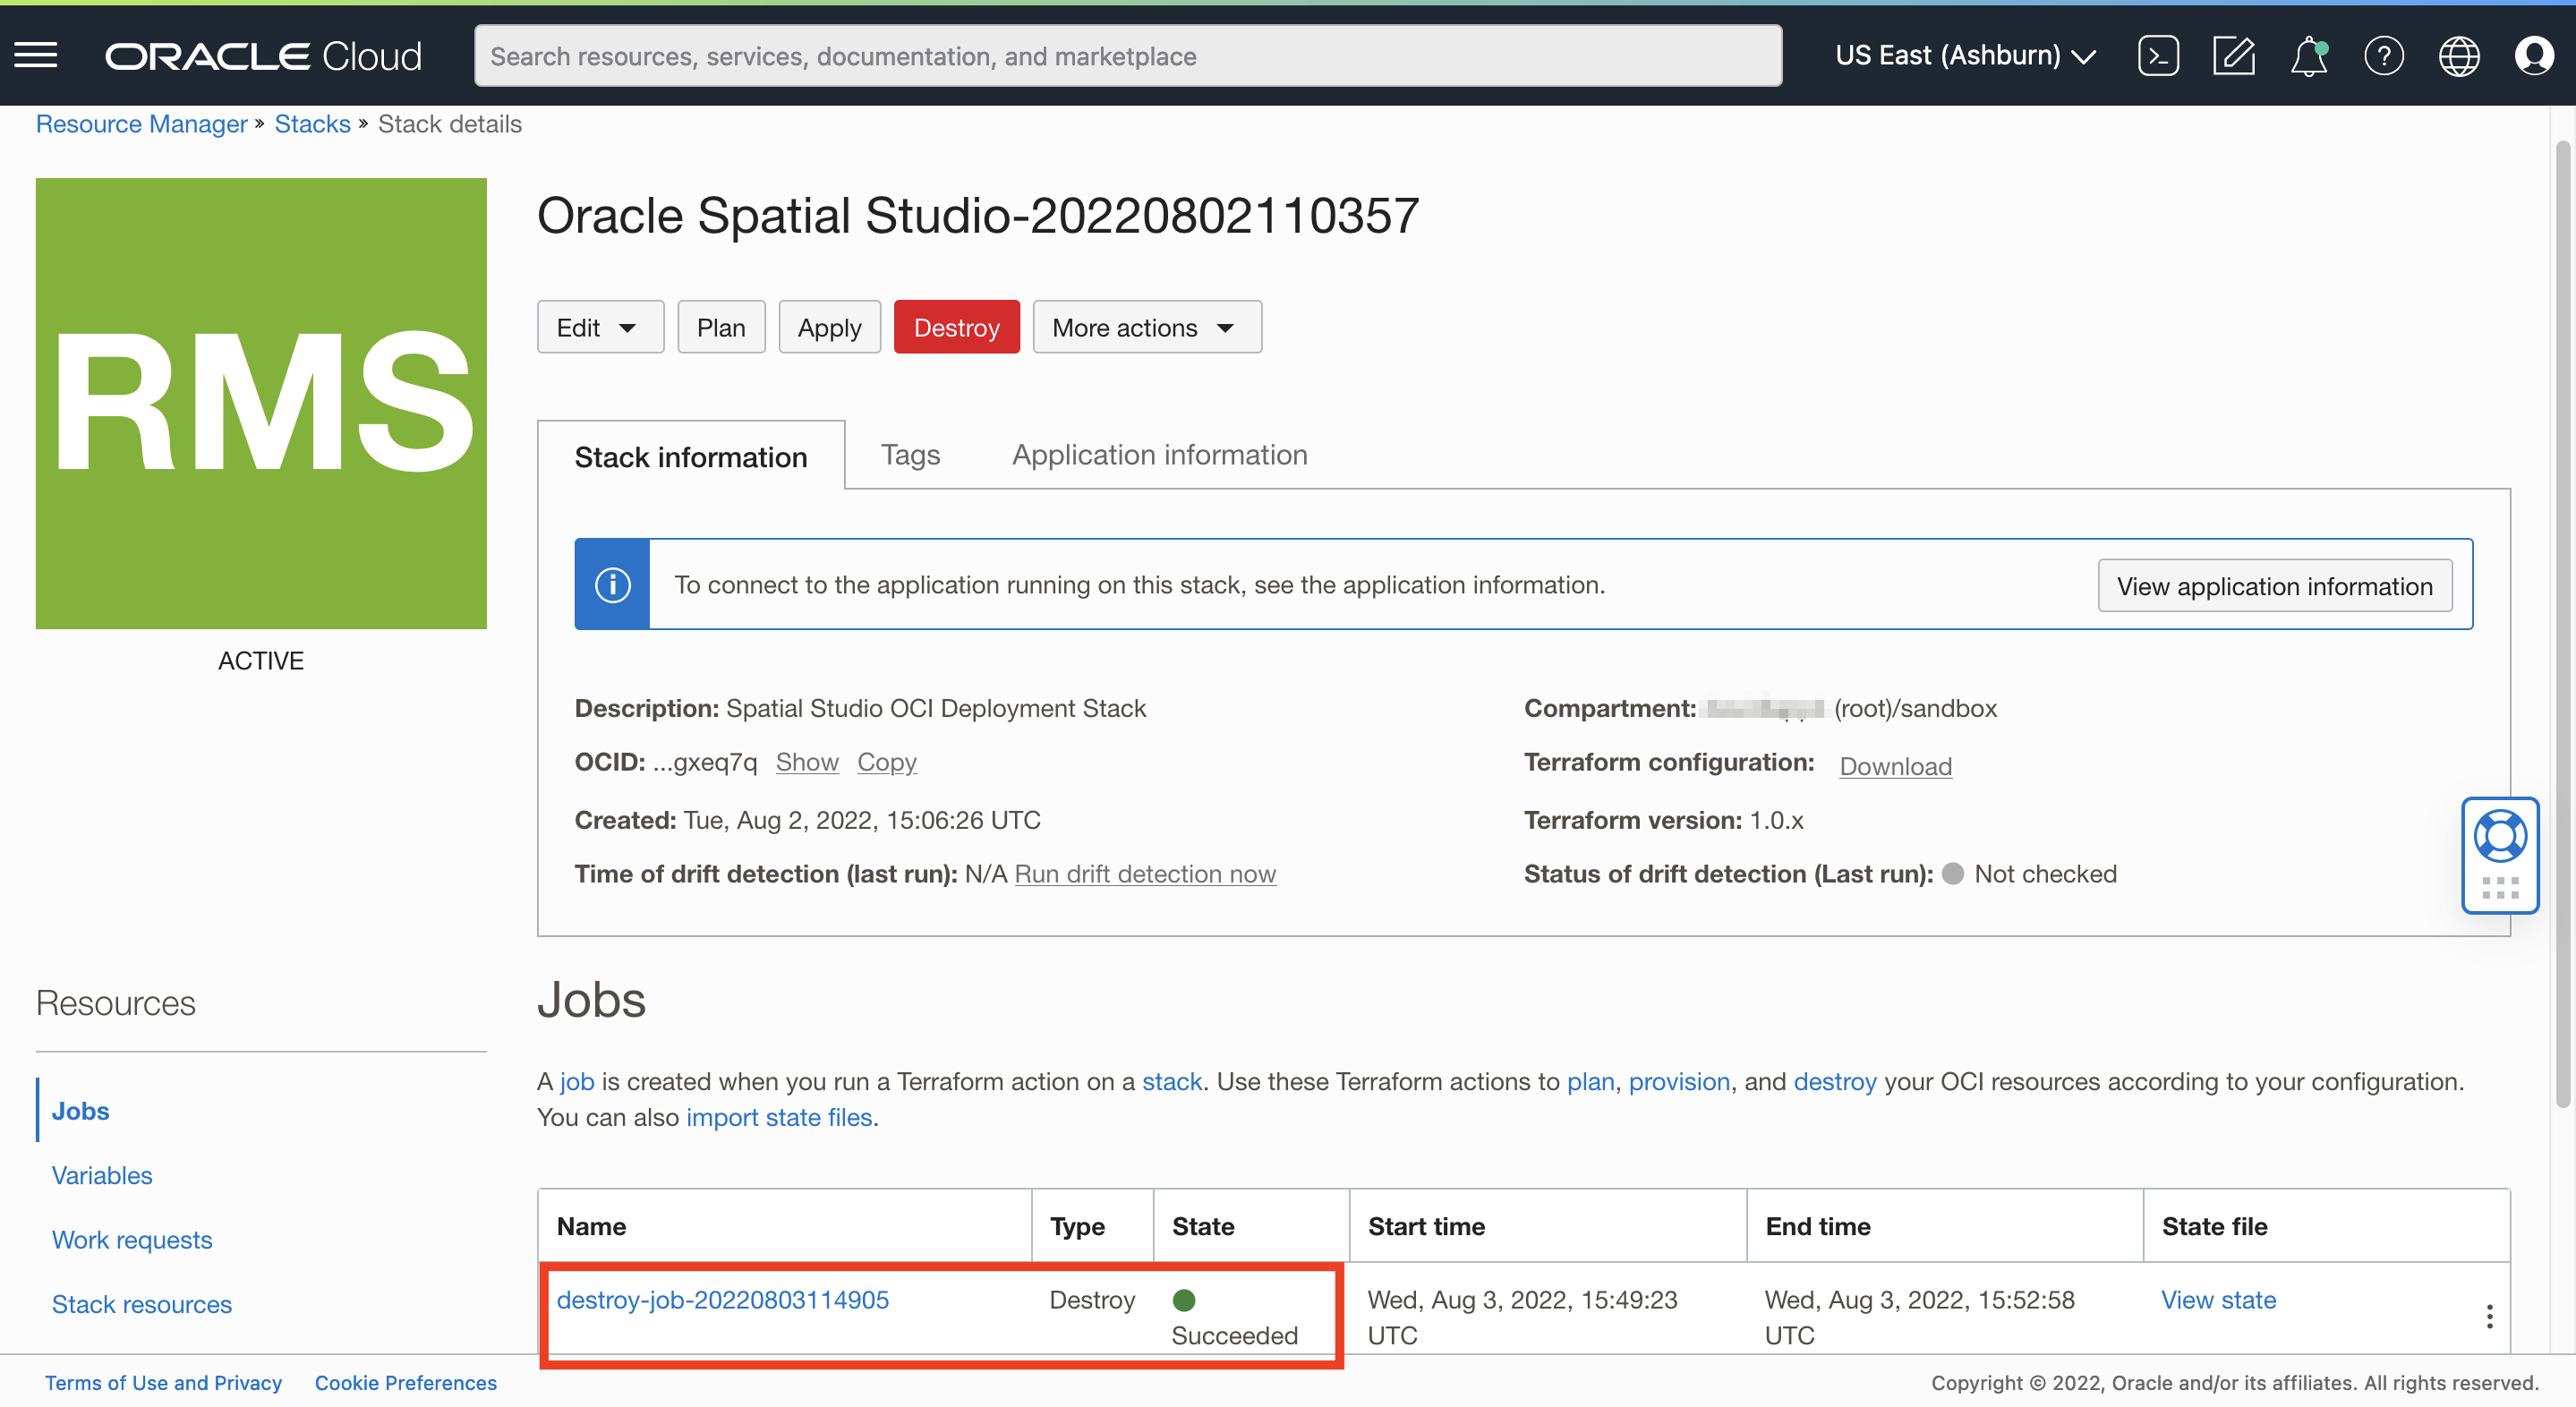 ORACLE Cloud
Search resources, services, documentation, and marketplace
US East (Ashburn)
Resource Manager » Stacks » Stack details
RMS
ACTIVE
Oracle Spatial Studio-20220802110357
Edit Plan Apply Destroy More actions
Stack information Tags Application information
To connect to the application running on this stack, see the application information. View application information
Description: Spatial Studio OCI Deployment Stack
OCID: ...gxeq7q Show Copy
Created: Tue, Aug 2, 2022, 15:06:26 UTC
Time of drift detection (last run): N/A Run drift detection now
Compartment: (root)/sandbox
Terraform configuration: Download
Terraform version: 1.0.x
Status of drift detection (Last run): Not checked
Resources
Jobs
Variables
Work requests
Stack resources
Jobs
A job is created when you run a Terraform action on a stack. Use these Terraform actions to plan, provision, and destroy your OCI resources according to your configuration.
You can also import state files.
Name Type State Start time End time State file
destroy-job-20220803114905 Destroy Succeeded Wed, Aug 3, 2022, 15:49:23 UTC Wed, Aug 3, 2022, 15:52:58 UTC View state
Terms of Use and Privacy Cookie Preferences
Copyright © 2022, Oracle and/or its affiliates. All rights reserved.